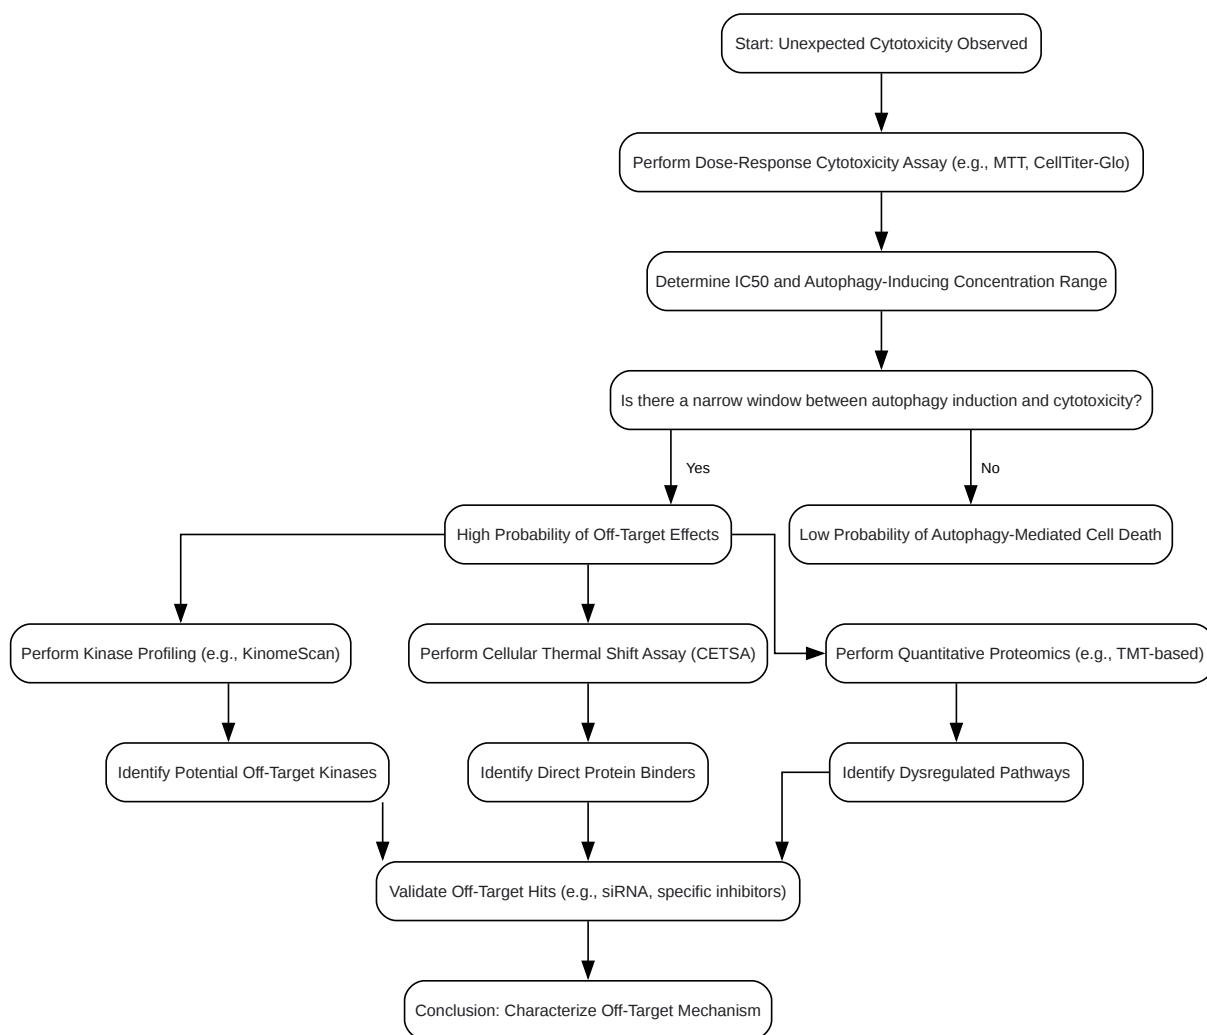 Start: Unexpected Cytotoxicity Observed
Perform Dose-Response Cytotoxicity Assay (e.g., MTT, CellTiter-Glo)
Determine IC50 and Autophagy-Inducing Concentration Range
Is there a narrow window between autophagy induction and cytotoxicity?
Yes
No
High Probability of Off-Target Effects
Low Probability of Autophagy-Mediated Cell Death
Perform Kinase Profiling (e.g., KinomeScan)
Perform Cellular Thermal Shift Assay (CETSA)
Perform Quantitative Proteomics (e.g., TMT-based)
Identify Potential Off-Target Kinases
Identify Direct Protein Binders
Identify Dysregulated Pathways
Validate Off-Target Hits (e.g., siRNA, specific inhibitors)
Conclusion: Characterize Off-Target Mechanism